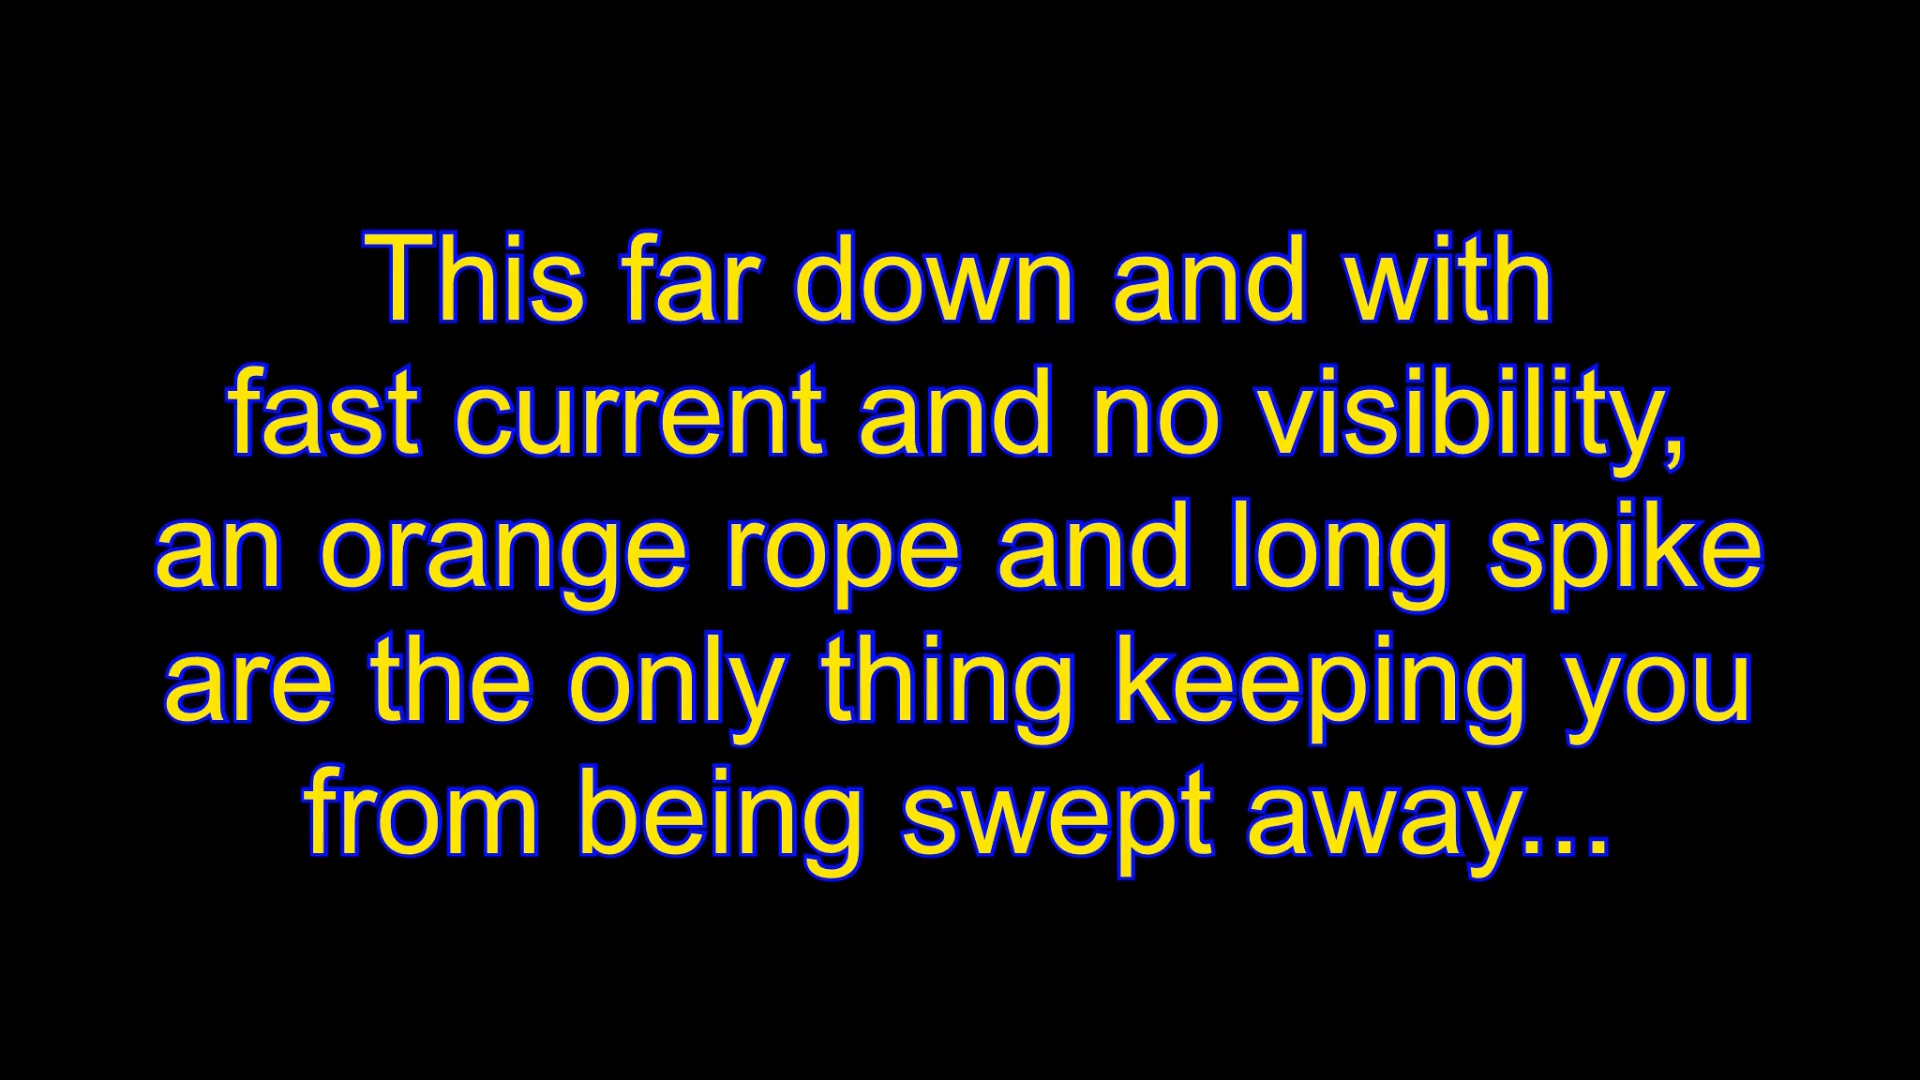 This far down and with
fast current and no visibility,
an orange rope and long spike
are the only thing keeping you
from being swept away...